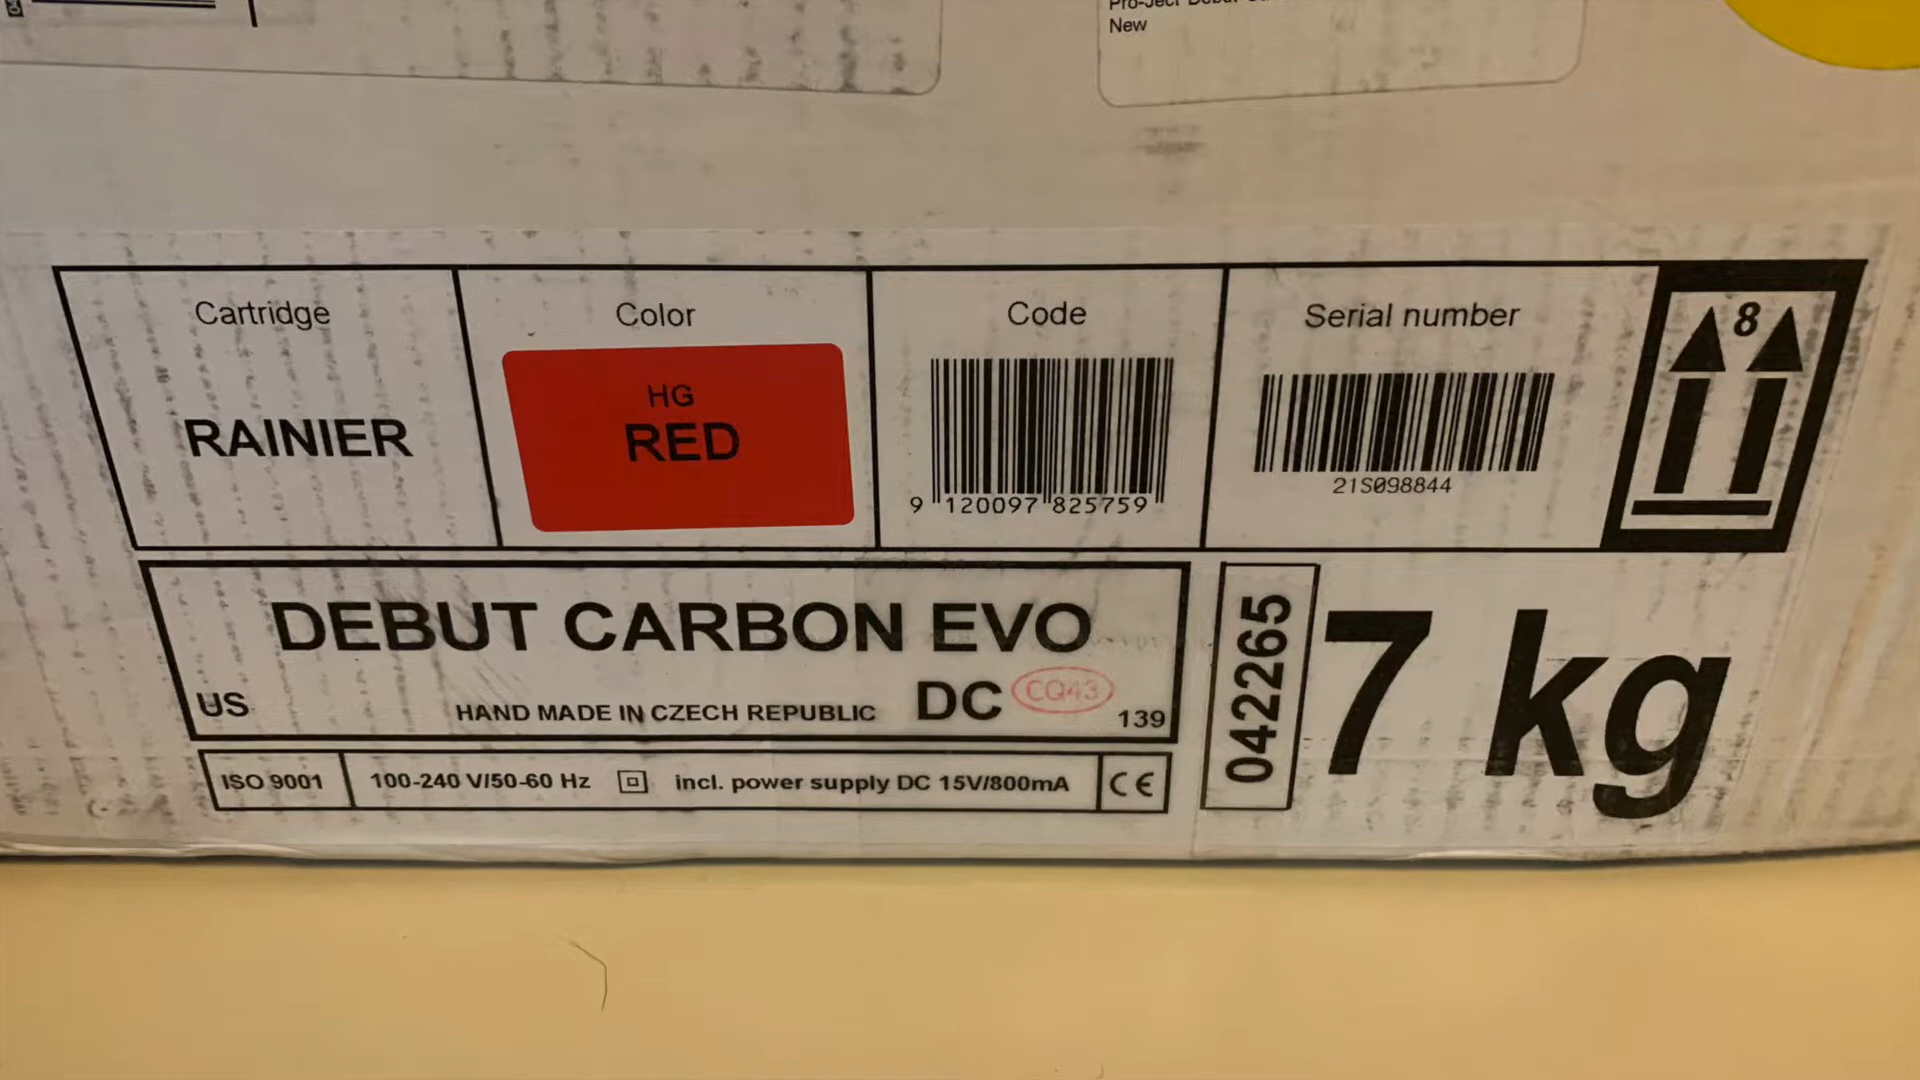 New
Cartridge
RAINIER
Color
HG
RED
Code
9 120097 825759
Serial number
21S098844
8
DEBUT CARBON EVO
US
HAND MADE IN CZECH REPUBLIC
DC
CQ43
139
042265
7 kg
ISO 9001
100-240 V/50-60 Hz
incl. power supply DC 15V/800mA
CE